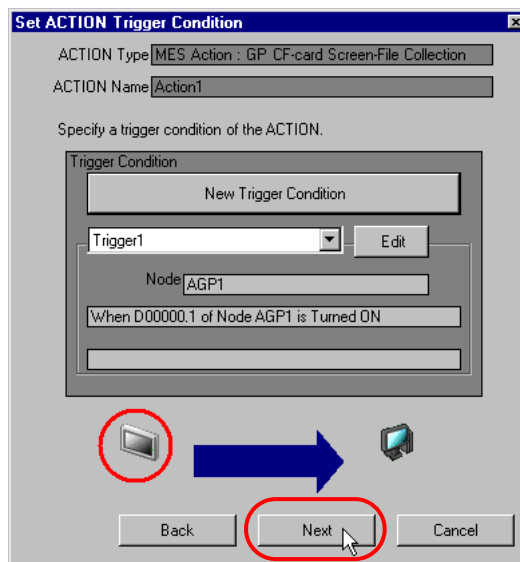 Set ACTION Trigger Condition
ACTION Type MES Action : GP CF-card Screen-File Collection
ACTION Name Action1
Specify a trigger condition of the ACTION.
Trigger Condition
New Trigger Condition
Trigger1 Edit
Node AGP1
When D00000.1 of Node AGP1 is Turned ON
Back Next Cancel